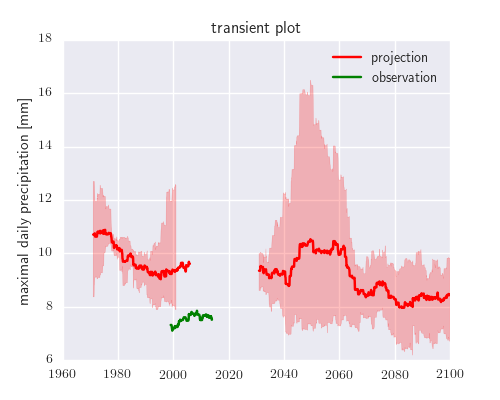 transient plot
18
16
14
12
10
8
6
maximal daily precipitation [mm]
projection
observation
1960 1980 2000 2020 2040 2060 2080 2100